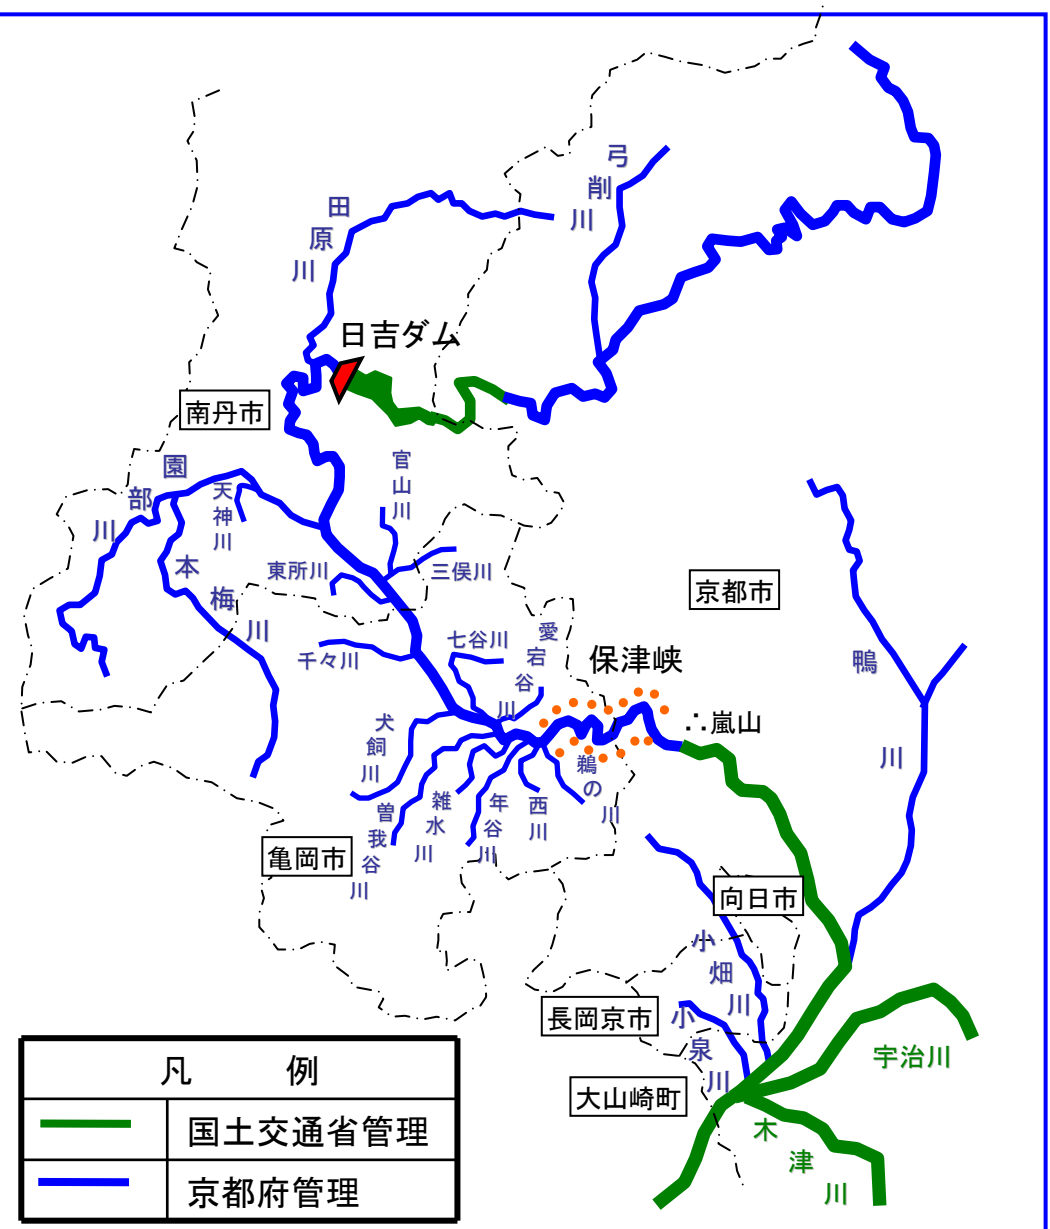 弓削川
田原川
日吉ダム
南丹市
園部川
天神川
官山川
本梅川
東所川
三俣川
京都市
千々川
七谷川
愛宕谷川
保津峡
鴨川
∴嵐山
犬飼川
曽我谷川
雑水川
年谷川
西川
鵜の川
亀岡市
向日市
小畑川
長岡京市
小泉川
大山崎町
宇治川
木津川
凡例
国土交通省管理
京都府管理